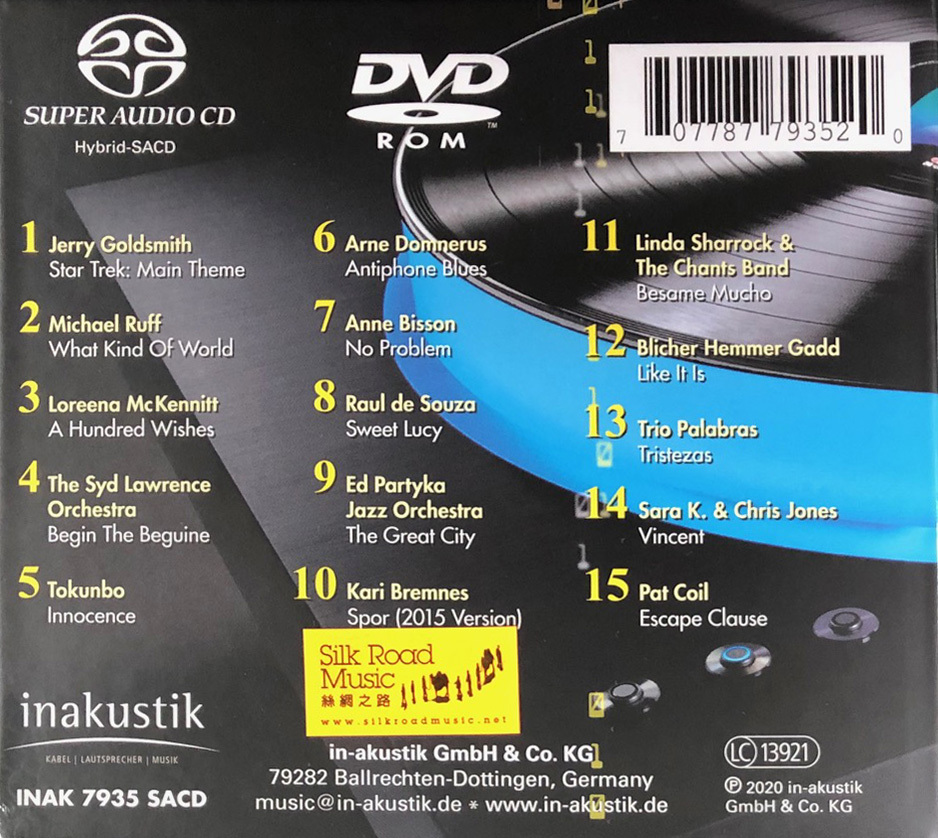 SUPER AUDIO CD
Hybrid-SACD
DVD
ROM
TM
7 07787 79352 0
1 Jerry Goldsmith
Star Trek: Main Theme
2 Michael Ruff
What Kind Of World
3 Loreena McKennitt
A Hundred Wishes
4 The Syd Lawrence
Orchestra
Begin The Beguine
5 Tokunbo
Innocence
6 Arne Domnerus
Antiphone Blues
7 Anne Bisson
No Problem
8 Raul de Souza
Sweet Lucy
9 Ed Partyka
Jazz Orchestra
The Great City
10 Kari Bremnes
Spor (2015 Version)
11 Linda Sharrock &
The Chants Band
Besame Mucho
12 Blicher Hemmer Gadd
Like It Is
13 Trio Palabras
Tristezas
14 Sara K. & Chris Jones
Vincent
15 Pat Coil
Escape Clause
Silk Road
Music
絲綢之路
www.silkroadmusic.net
inakustik
KABEL | LAUTSPRECHER | MUSIK
INAK 7935 SACD
in-akustik GmbH & Co. KG
79282 Ballrechten-Dottingen, Germany
music@in-akustik.de * www.in-akustik.de
LC 13921
℗ 2020 in-akustik
GmbH & Co. KG